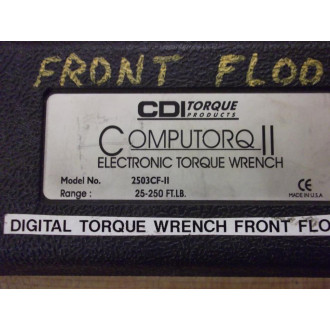 FRONT FLOO
CDI TORQUE
PRODUCTS
COMPUTORQ II
ELECTRONIC TORQUE WRENCH
Model No. 2503CF-II
Range : 25-250 FT.LB.
CE
MADE IN U.S.A.
DIGITAL TORQUE WRENCH FRONT FLO